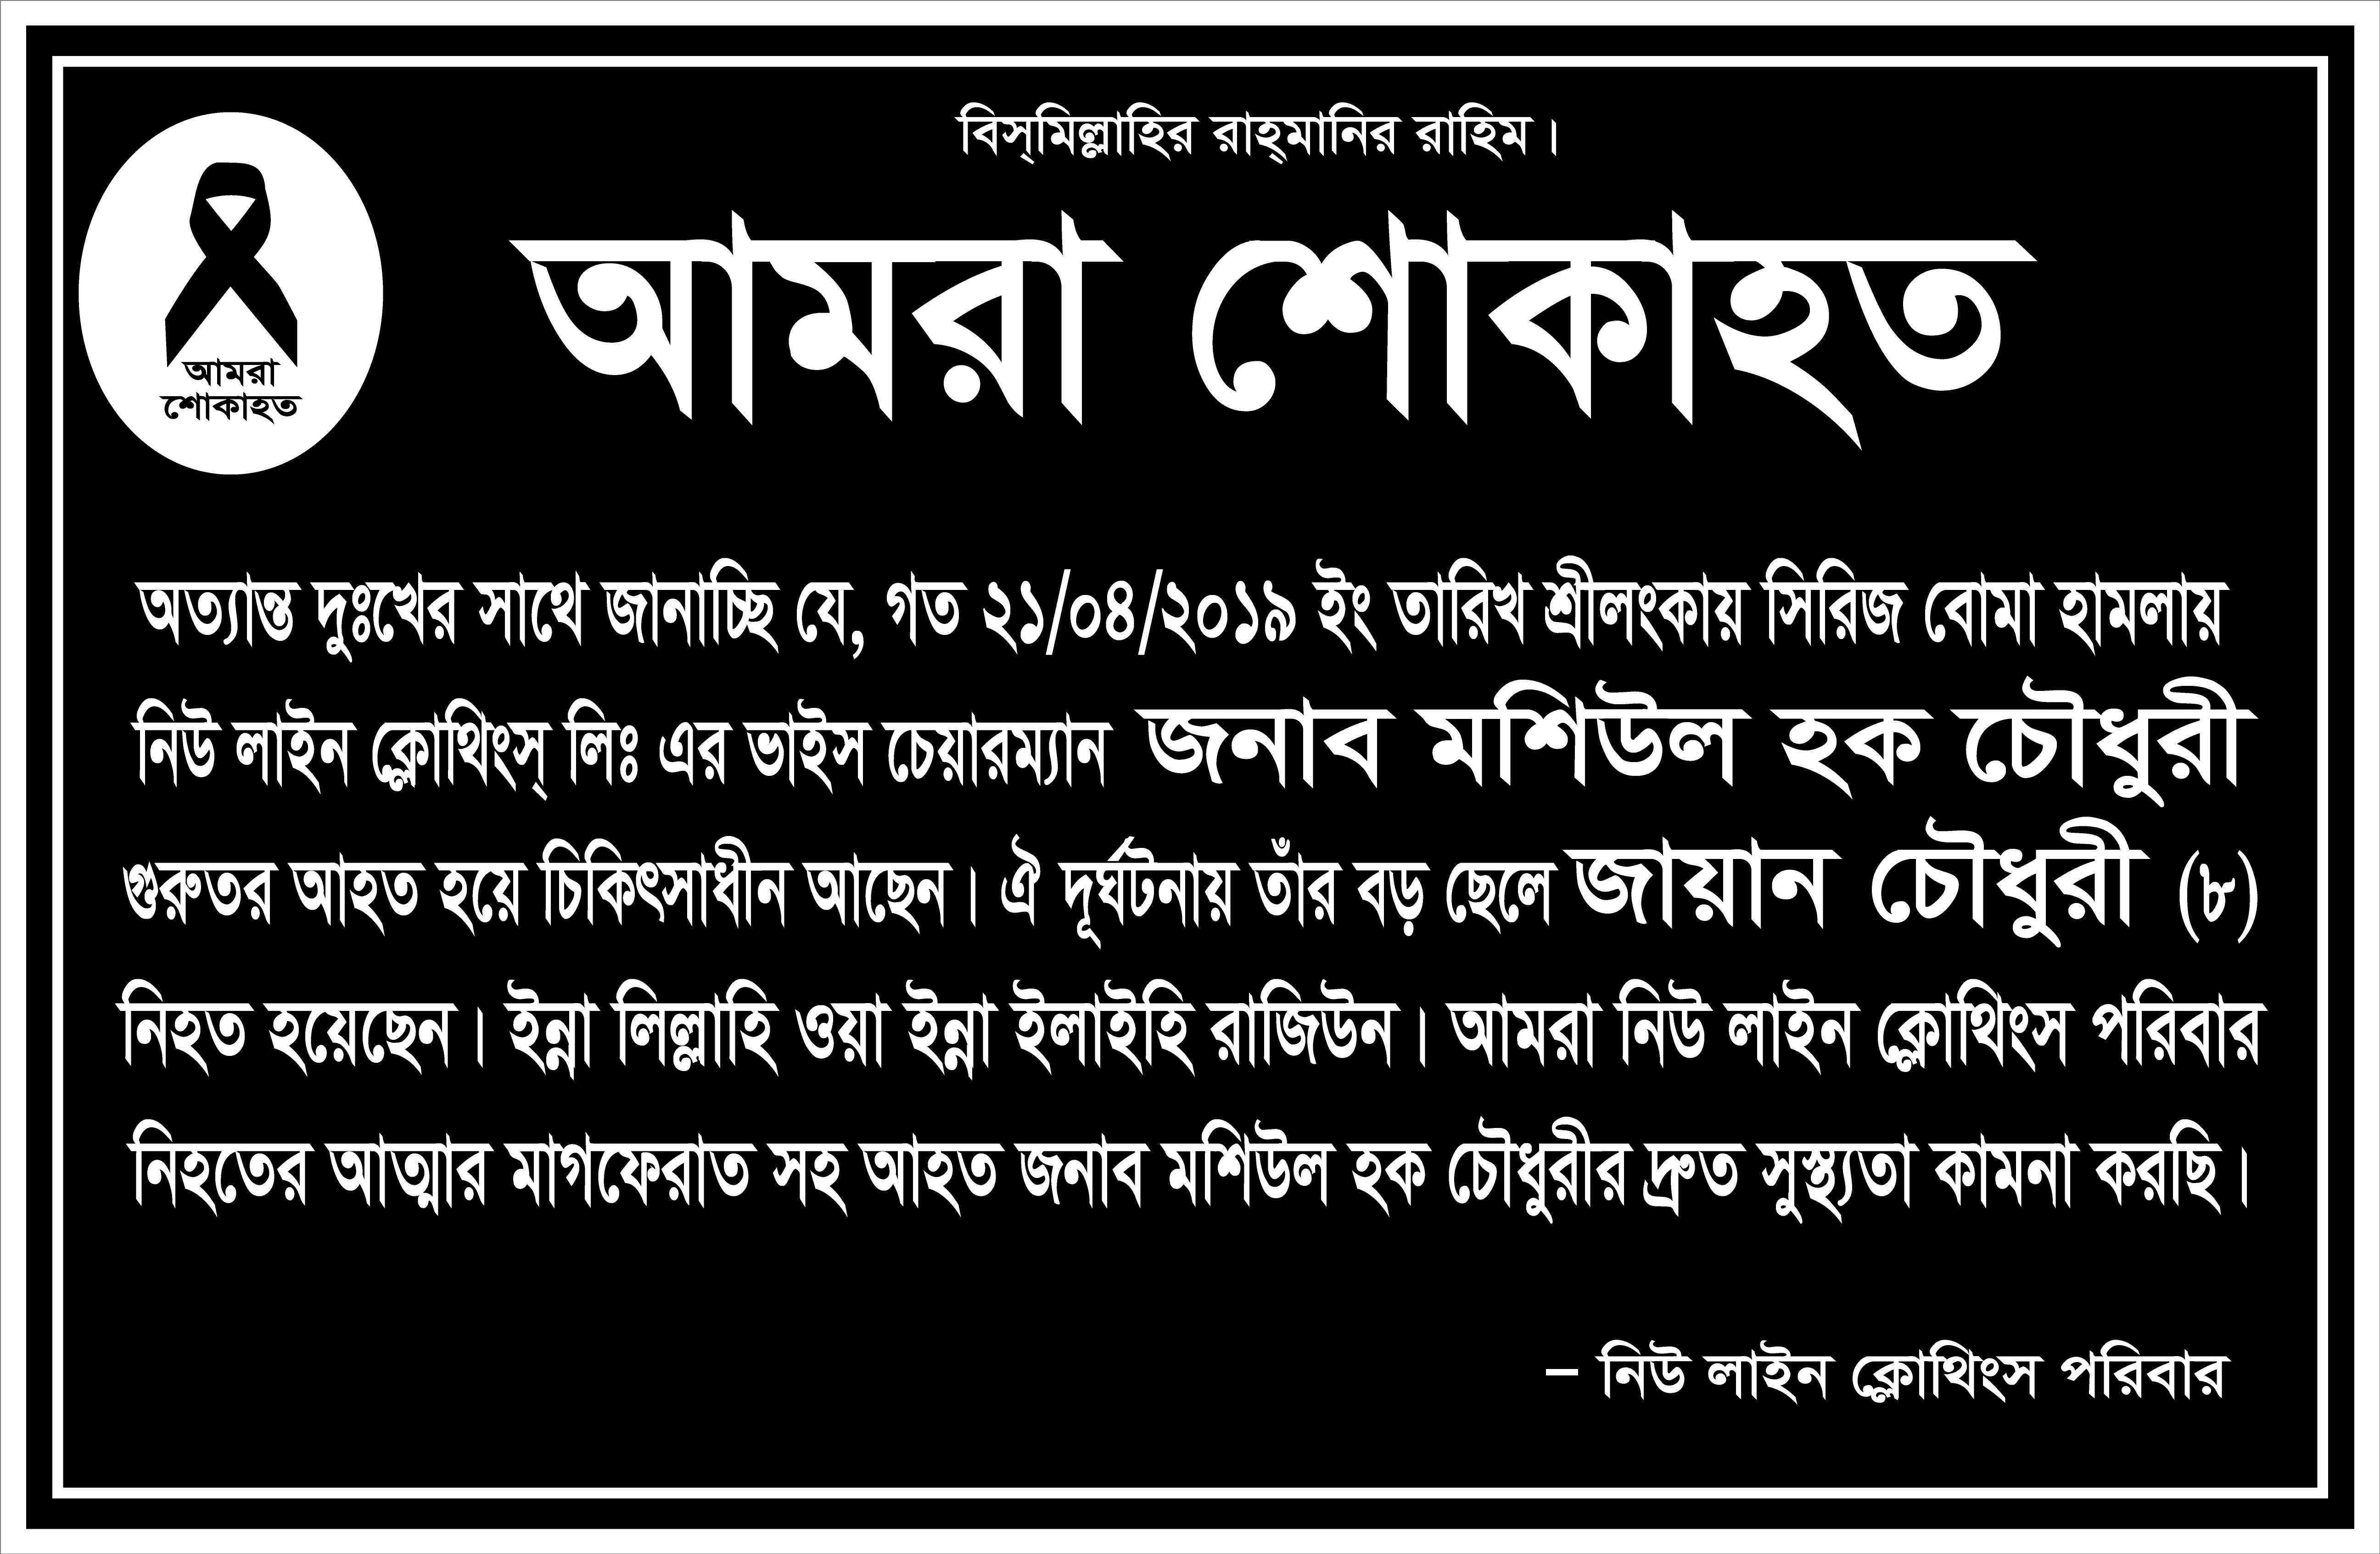 বিস্‌মিল্লাহির রাহ্‌মানির রাহিম ।
আমরা শোকাহত
আমরা
শোকাহত
অত্যান্ত দুঃখের সাথে জানাচ্ছি যে, গত ২১/০৪/২০১৯ ইং তারিখ শ্রীলংকায় সিরিজ বোমা হামলায়
নিউ লাইন ক্লোথিংস্‌ লিঃ এর ভাইস চেয়ারম্যান জনাব মশিউল হক চৌধুরী
গুরুতর আহত হয়ে চিকিৎসাধীন আছেন । ঐ দূর্ঘটনায় তাঁর বড় ছেলে জায়ান চৌধুরী (৮)
নিহত হয়েছেন । ইন্না লিল্লাহি ওয়া ইন্না ইলাইহি রাজিউন । আমরা নিউ লাইন ক্লোথিংস পরিবার
নিহতের আত্মার মাগফেরাত সহ আহত জনাব মশিউল হক চৌধুরীর দ্রুত সুস্থ্যতা কামনা করছি ।
– নিউ লাইন ক্লোথিংস পরিবার